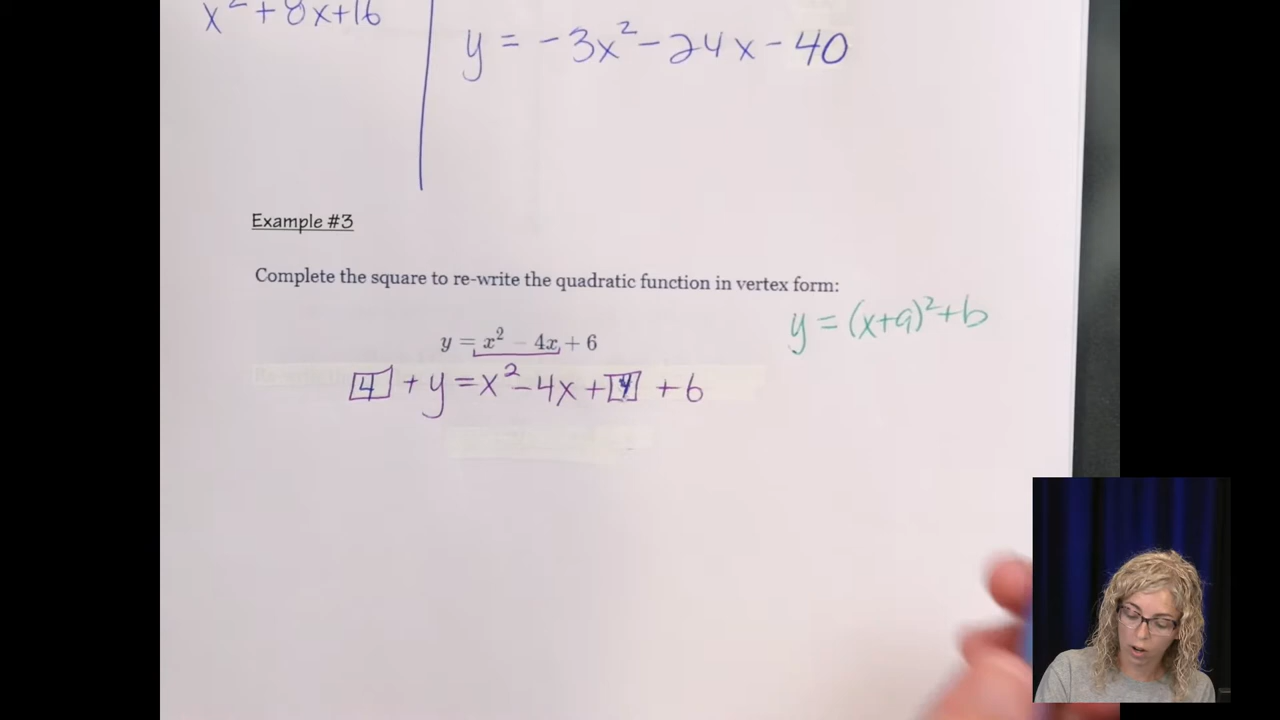 x² + 8x + 16
y = -3x² - 24x - 40
Example #3
Complete the square to re-write the quadratic function in vertex form:
y = (x+a)² + b
y = x² - 4x + 6
4 + y = x² - 4x + 4 + 6